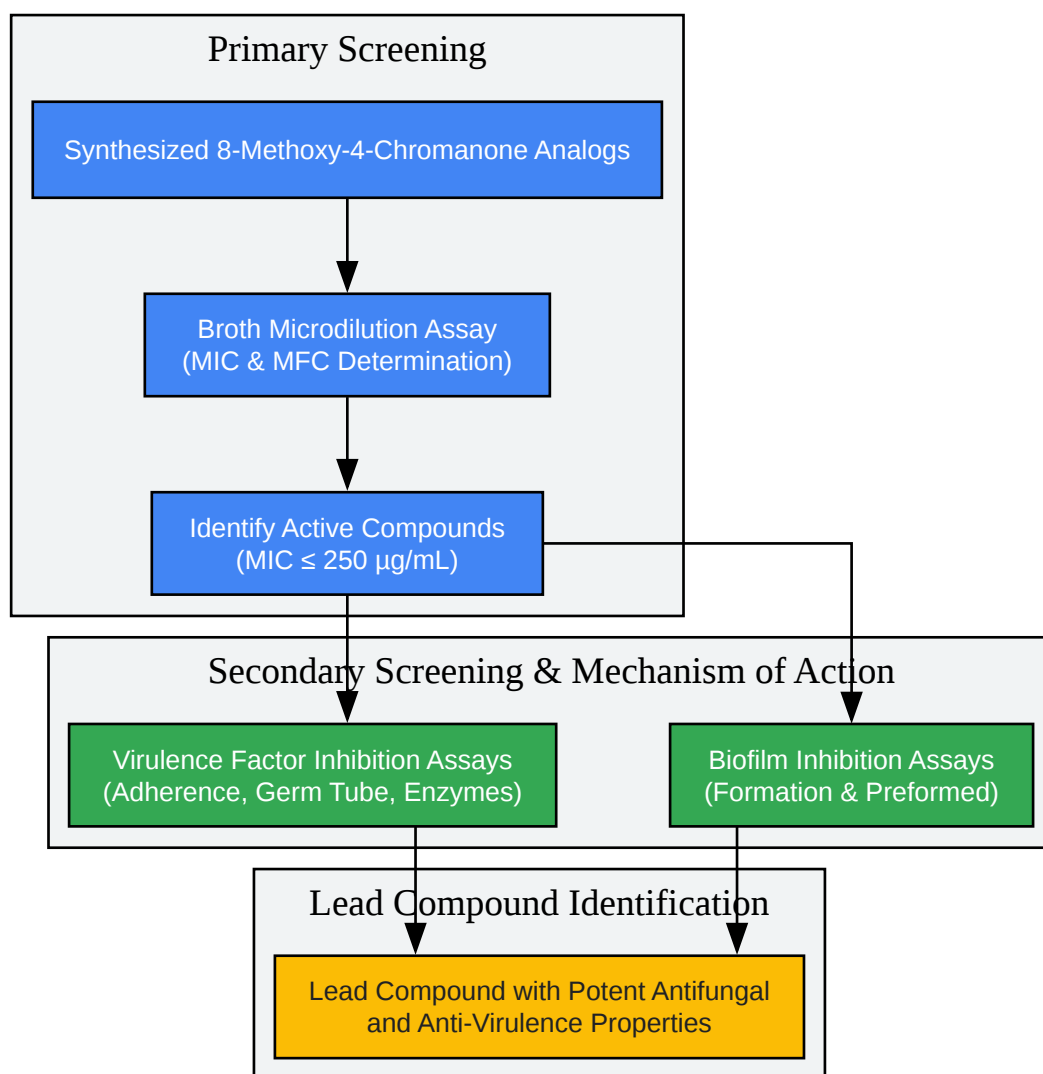 Primary Screening
Synthesized 8-Methoxy-4-Chromanone Analogs
Broth Microdilution Assay
(MIC & MFC Determination)
Identify Active Compounds
(MIC ≤ 250 µg/mL)
Secondary Screening & Mechanism of Action
Virulence Factor Inhibition Assays
(Adherence, Germ Tube, Enzymes)
Biofilm Inhibition Assays
(Formation & Preformed)
Lead Compound Identification
Lead Compound with Potent Antifungal
and Anti-Virulence Properties